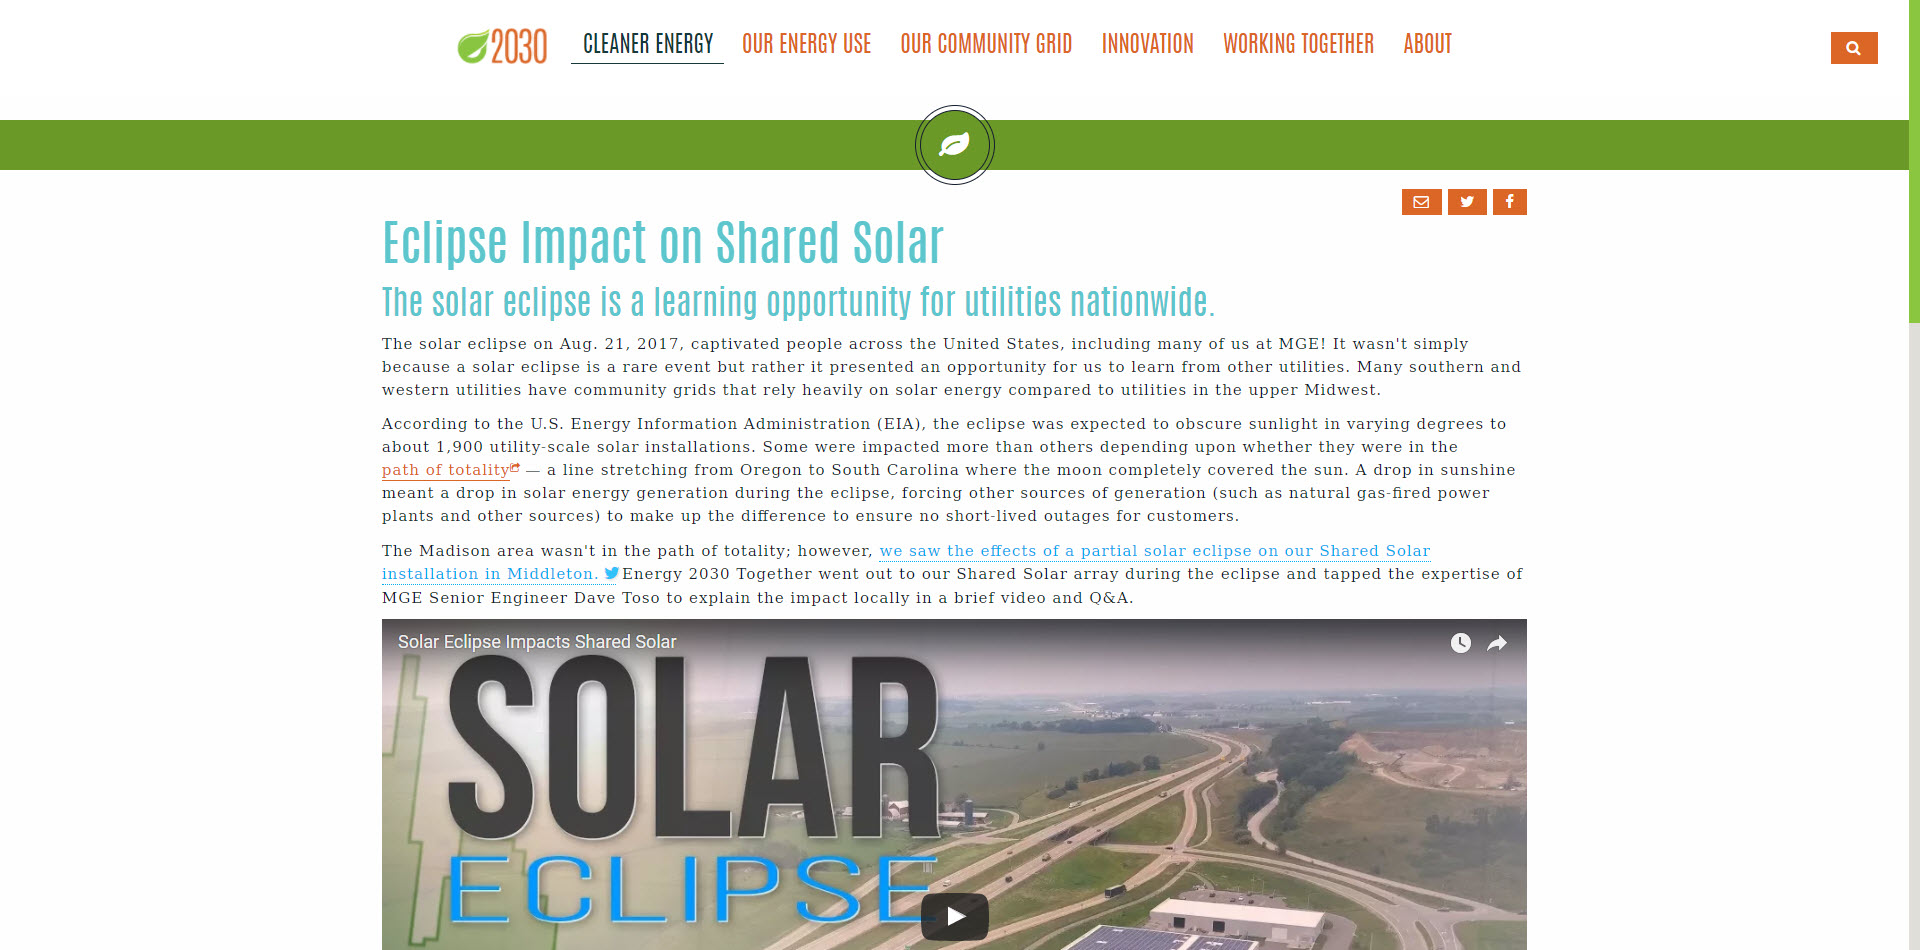 2030 CLEANER ENERGY OUR ENERGY USE OUR COMMUNITY GRID INNOVATION WORKING TOGETHER ABOUT
Eclipse Impact on Shared Solar
The solar eclipse is a learning opportunity for utilities nationwide.
The solar eclipse on Aug. 21, 2017, captivated people across the United States, including many of us at MGE! It wasn't simply
because a solar eclipse is a rare event but rather it presented an opportunity for us to learn from other utilities. Many southern and
western utilities have community grids that rely heavily on solar energy compared to utilities in the upper Midwest.
According to the U.S. Energy Information Administration (EIA), the eclipse was expected to obscure sunlight in varying degrees to
about 1,900 utility-scale solar installations. Some were impacted more than others depending upon whether they were in the
path of totality — a line stretching from Oregon to South Carolina where the moon completely covered the sun. A drop in sunshine
meant a drop in solar energy generation during the eclipse, forcing other sources of generation (such as natural gas-fired power
plants and other sources) to make up the difference to ensure no short-lived outages for customers.
The Madison area wasn't in the path of totality; however, we saw the effects of a partial solar eclipse on our Shared Solar
installation in Middleton. Energy 2030 Together went out to our Shared Solar array during the eclipse and tapped the expertise of
MGE Senior Engineer Dave Toso to explain the impact locally in a brief video and Q&A.
Solar Eclipse Impacts Shared Solar
SOLAR
ECLIPSE